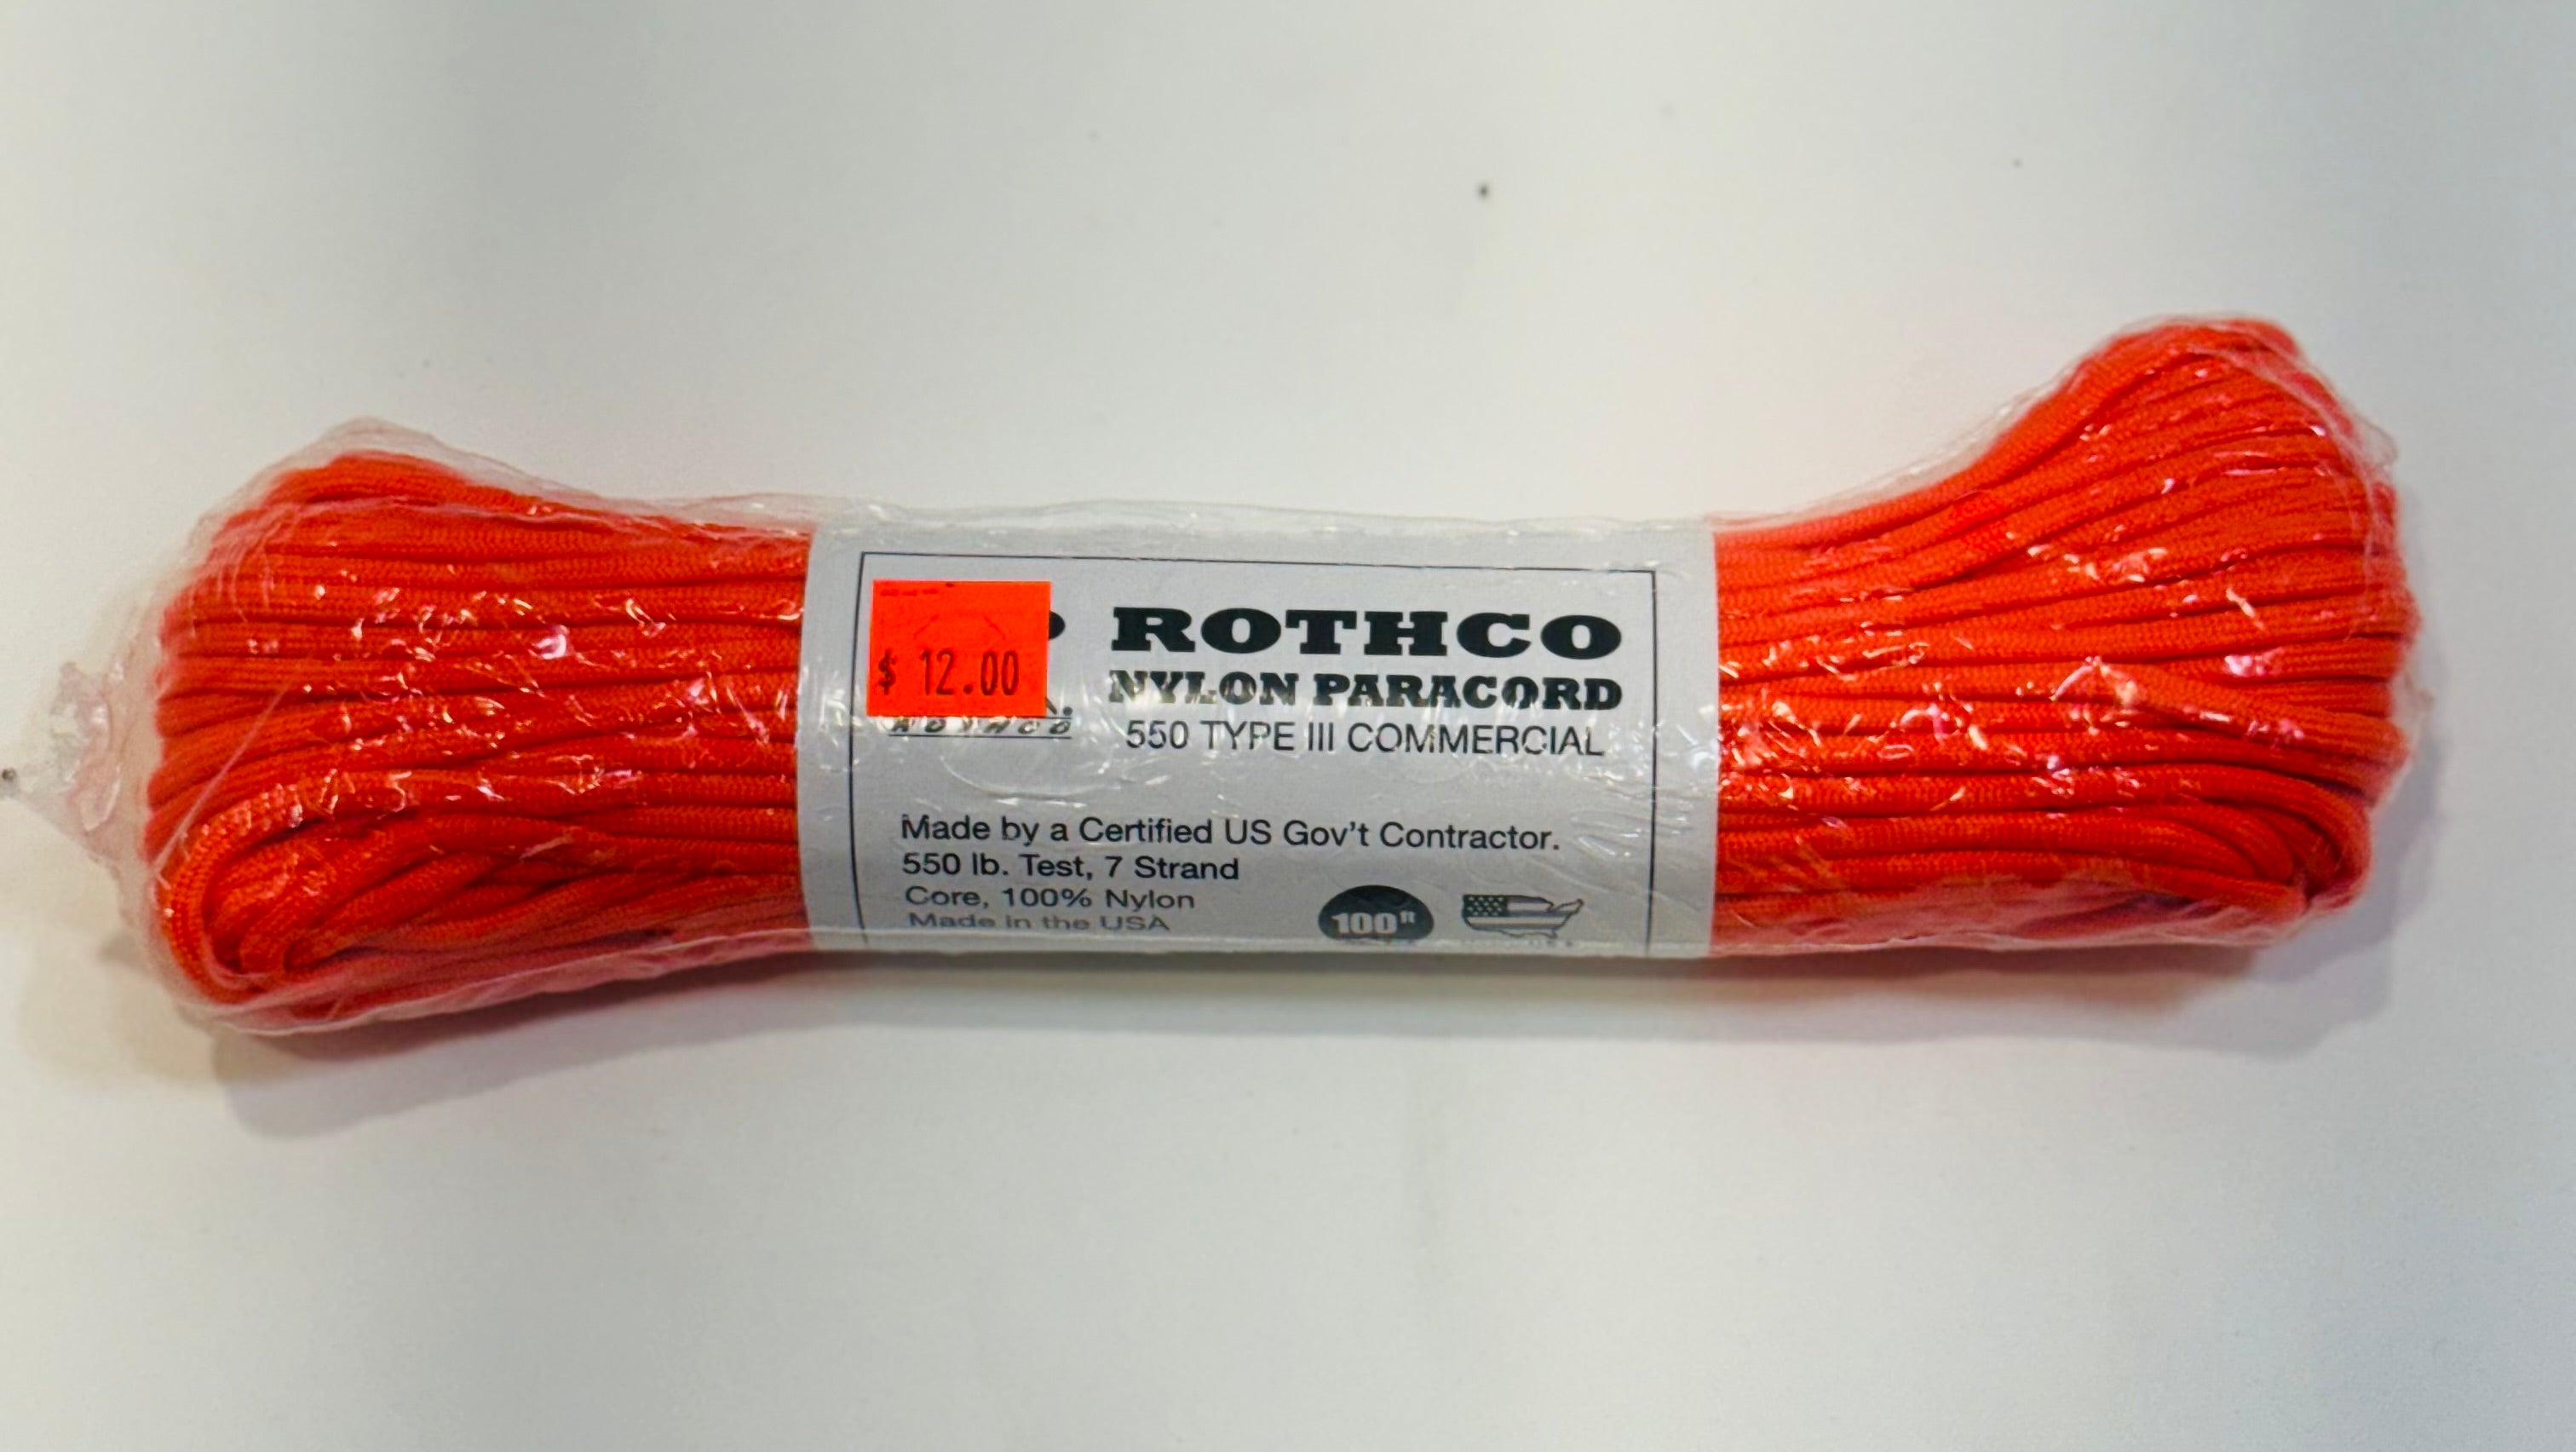 $ 12.00
ROTHCO
NYLON PARACORD
550 TYPE III COMMERCIAL
ROTHCO
Made by a Certified US Gov't Contractor.
550 lb. Test, 7 Strand
Core, 100% Nylon
Made in the USA
100ft